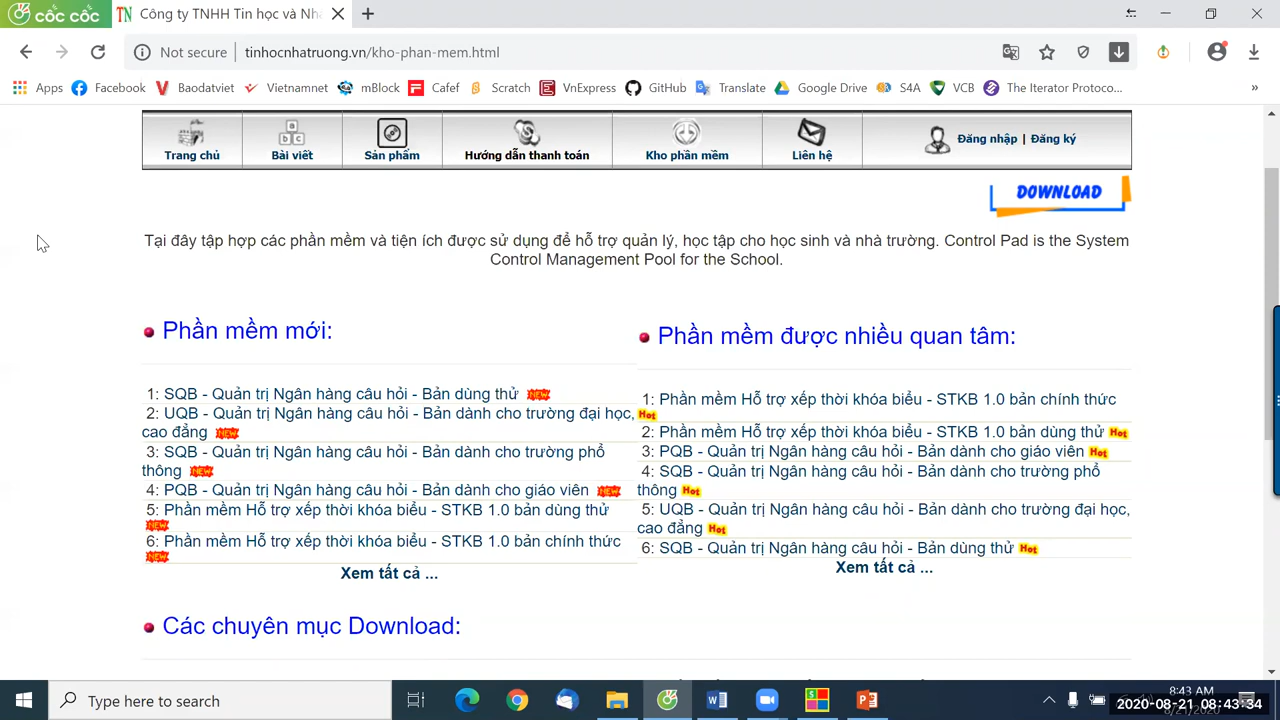 cốc cốc
Công ty TNHH Tin học và Nh
Not secure
tinhocnhatruong.vn/kho-phan-mem.html
Apps Facebook Baodatviet Vietnamnet mBlock Cafef Scratch VnExpress GitHub Translate Google Drive S4A VCB The Iterator Protoco...
Trang chủ Bài viết Sản phẩm Hướng dẫn thanh toán Kho phần mềm Liên hệ Đăng nhập | Đăng ký
DOWNLOAD
Tại đây tập hợp các phần mềm và tiện ích được sử dụng để hỗ trợ quản lý, học tập cho học sinh và nhà trường. Control Pad is the System
Control Management Pool for the School.
Phần mềm mới:
1: SQB - Quản trị Ngân hàng câu hỏi - Bản dùng thử NEW
2: UQB - Quản trị Ngân hàng câu hỏi - Bản dành cho trường đại học,
cao đẳng NEW
3: SQB - Quản trị Ngân hàng câu hỏi - Bản dành cho trường phổ
thông NEW
4: PQB - Quản trị Ngân hàng câu hỏi - Bản dành cho giáo viên NEW
5: Phần mềm Hỗ trợ xếp thời khóa biểu - STKB 1.0 bản dùng thử
NEW
6: Phần mềm Hỗ trợ xếp thời khóa biểu - STKB 1.0 bản chính thức
NEW
Xem tất cả ...
Phần mềm được nhiều quan tâm:
1: Phần mềm Hỗ trợ xếp thời khóa biểu - STKB 1.0 bản chính thức
Hot
2: Phần mềm Hỗ trợ xếp thời khóa biểu - STKB 1.0 bản dùng thử Hot
3: PQB - Quản trị Ngân hàng câu hỏi - Bản dành cho giáo viên Hot
4: SQB - Quản trị Ngân hàng câu hỏi - Bản dành cho trường phổ
thông Hot
5: UQB - Quản trị Ngân hàng câu hỏi - Bản dành cho trường đại học,
cao đẳng Hot
6: SQB - Quản trị Ngân hàng câu hỏi - Bản dùng thử Hot
Xem tất cả ...
Các chuyên mục Download:
Type here to search
8:43 AM
2020-08-21 08:43:34